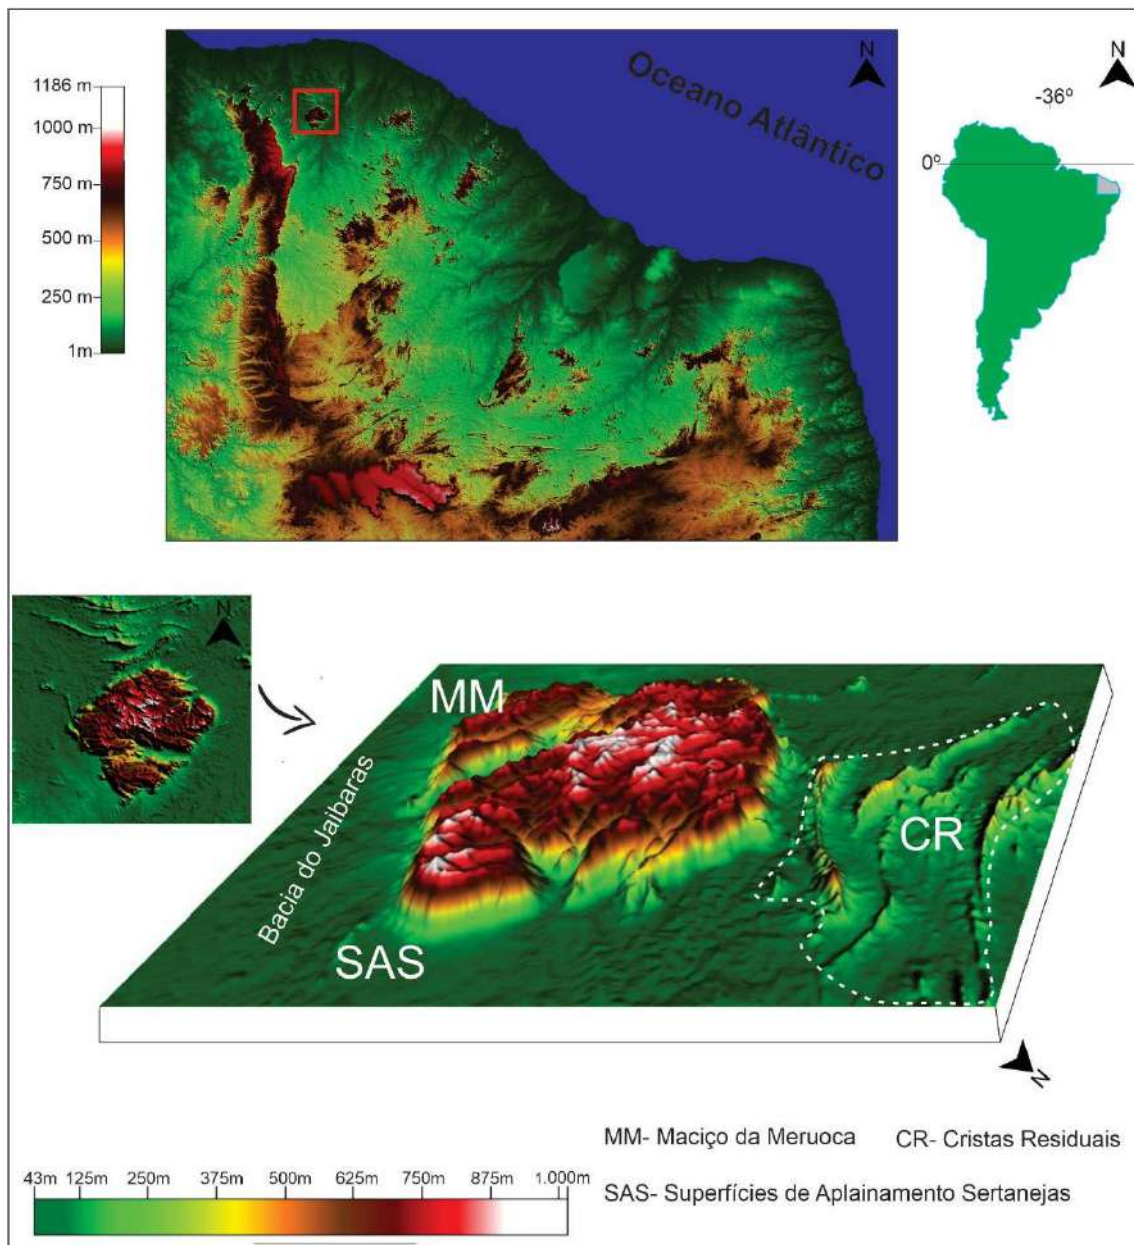 N
N
Oceano Atlântico
-36º
0º
1186 m
1000 m
750 m
500 m
250 m
1m
N
MM
Bacia do Jaibaras
CR
SAS
N
MM- Maciço da Meruoca
CR- Cristas Residuais
SAS- Superfícies de Aplainamento Sertanejas
43m 125m 250m 375m 500m 625m 750m 875m 1.000m